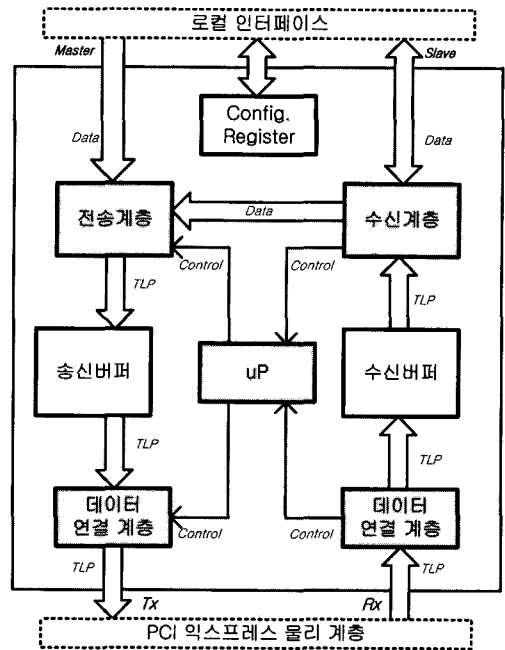 로컬 인터페이스
Master
Slave
Config.
Register
Data
Data
전송계층
Data
수신계층
Control
Control
TLP
TLP
송신버퍼
uP
수신버퍼
TLP
TLP
데이터
연결 계층
데이터
연결 계층
Control
Control
TLP
TLP
Tx
Rx
PCI 익스프레스 물리 계층